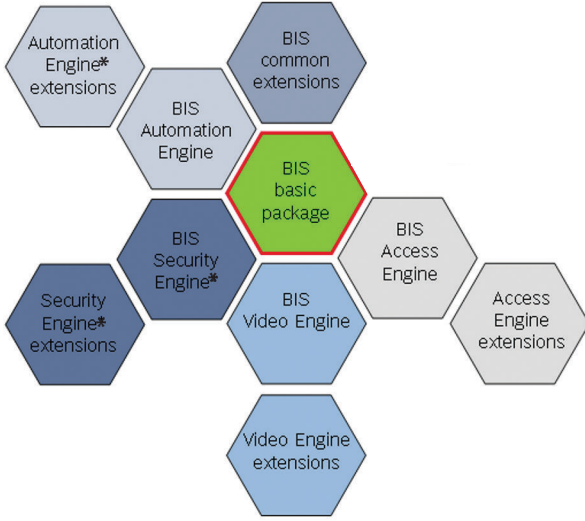 Automation
Engine*
extensions
BIS
common
extensions
BIS
Automation
Engine
BIS
basic
package
BIS
Security
Engine*
BIS
Access
Engine
Security
Engine*
extensions
BIS
Video Engine
Access
Engine
extensions
Video Engine
extensions